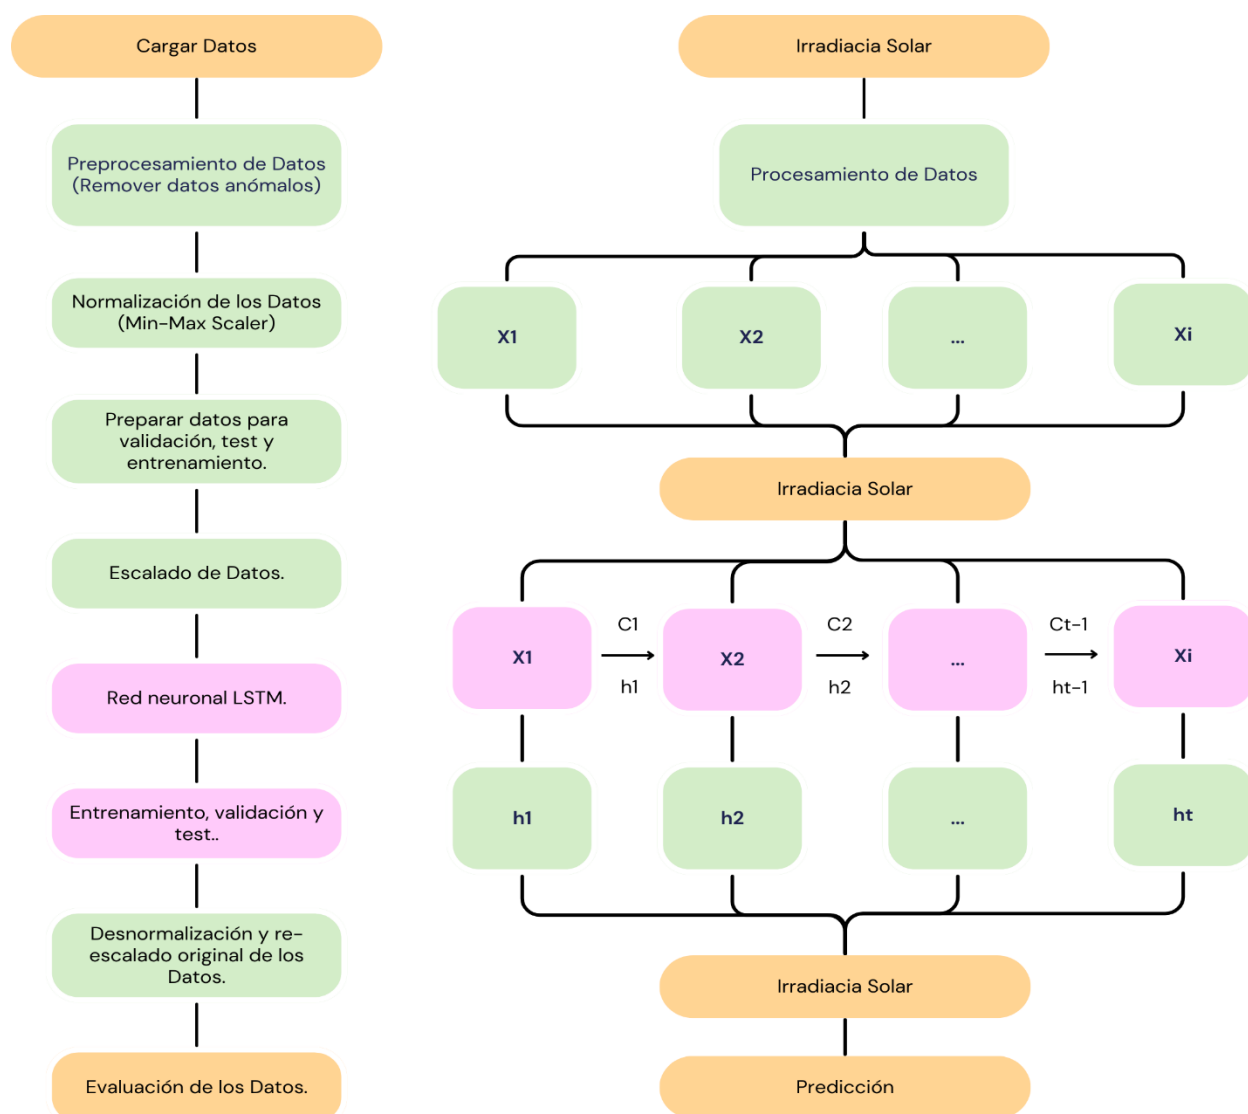 Cargar Datos
Preprocesamiento de Datos
(Remover datos anómalos)
Normalización de los Datos
(Min-Max Scaler)
Preparar datos para
validación, test y
entrenamiento.
Escalado de Datos.
Red neuronal LSTM.
Entrenamiento, validación y
test..
Desnormalización y re-
escalado original de los
Datos.
Evaluación de los Datos.
Irradiacia Solar
Procesamiento de Datos
X1
X2
...
Xi
Irradiacia Solar
X1
C1
h1
X2
C2
h2
...
Ct-1
ht-1
Xi
h1
h2
...
ht
Irradiacia Solar
Predicción